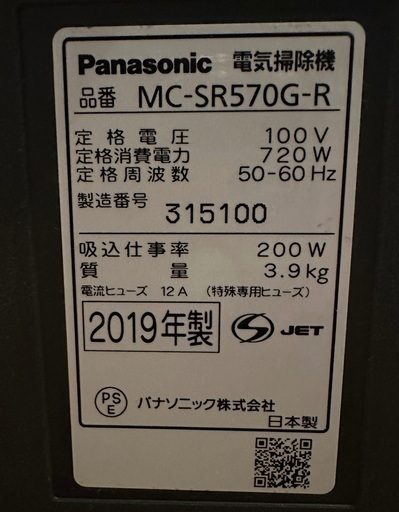 Panasonic 電気掃除機
品番 MC-SR570G-R
定格電圧 100V
定格消費電力 720W
定格周波数 50-60Hz
製造番号 315100
吸込仕事率 200W
質量 3.9kg
電流ヒューズ 12A (特殊専用ヒューズ)
2019年製 S JET
PS
E パナソニック株式会社
日本製